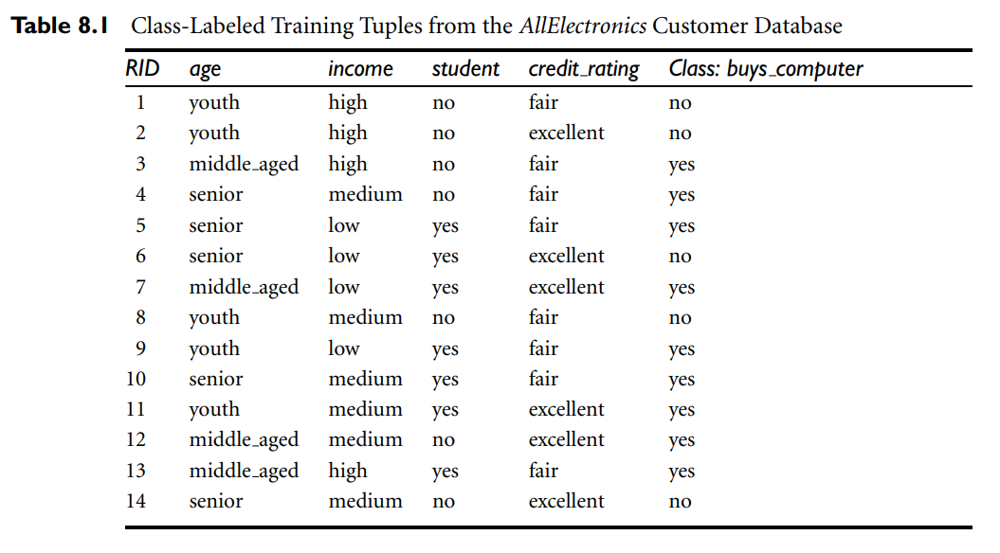 Table 8.1 Class-Labeled Training Tuples from the AllElectronics Customer Database
RID age income student credit_rating Class: buys_computer
1 youth high no fair no
2 youth high no excellent no
3 middle_aged high no fair yes
4 senior medium no fair yes
5 senior low yes fair yes
6 senior low yes excellent no
7 middle_aged low yes excellent yes
8 youth medium no fair no
9 youth low yes fair yes
10 senior medium yes fair yes
11 youth medium yes excellent yes
12 middle_aged medium no excellent yes
13 middle_aged high yes fair yes
14 senior medium no excellent no